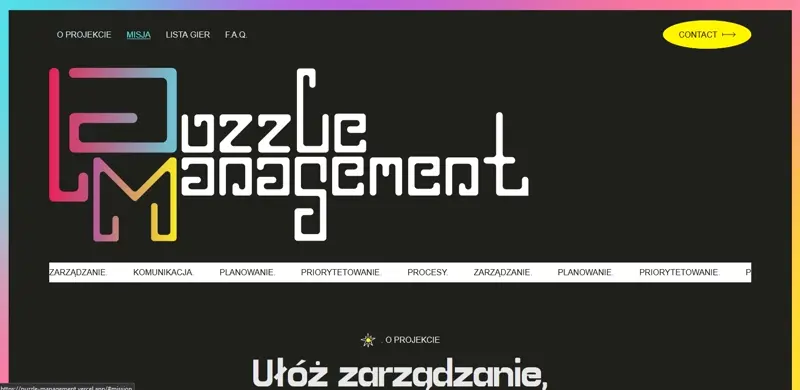 O PROJEKCIE MISJA LISTA GIER F.A.Q. CONTACT
Puzzle
Management
ZARZĄDZANIE. KOMUNIKACJA. PLANOWANIE. PRIORYTETOWANIE. PROCESY. ZARZĄDZANIE. PLANOWANIE. PRIORYTETOWANIE. P
. O PROJEKCIE
Ułóż zarządzanie,
https://puzzle-management.vercel.app/#mission